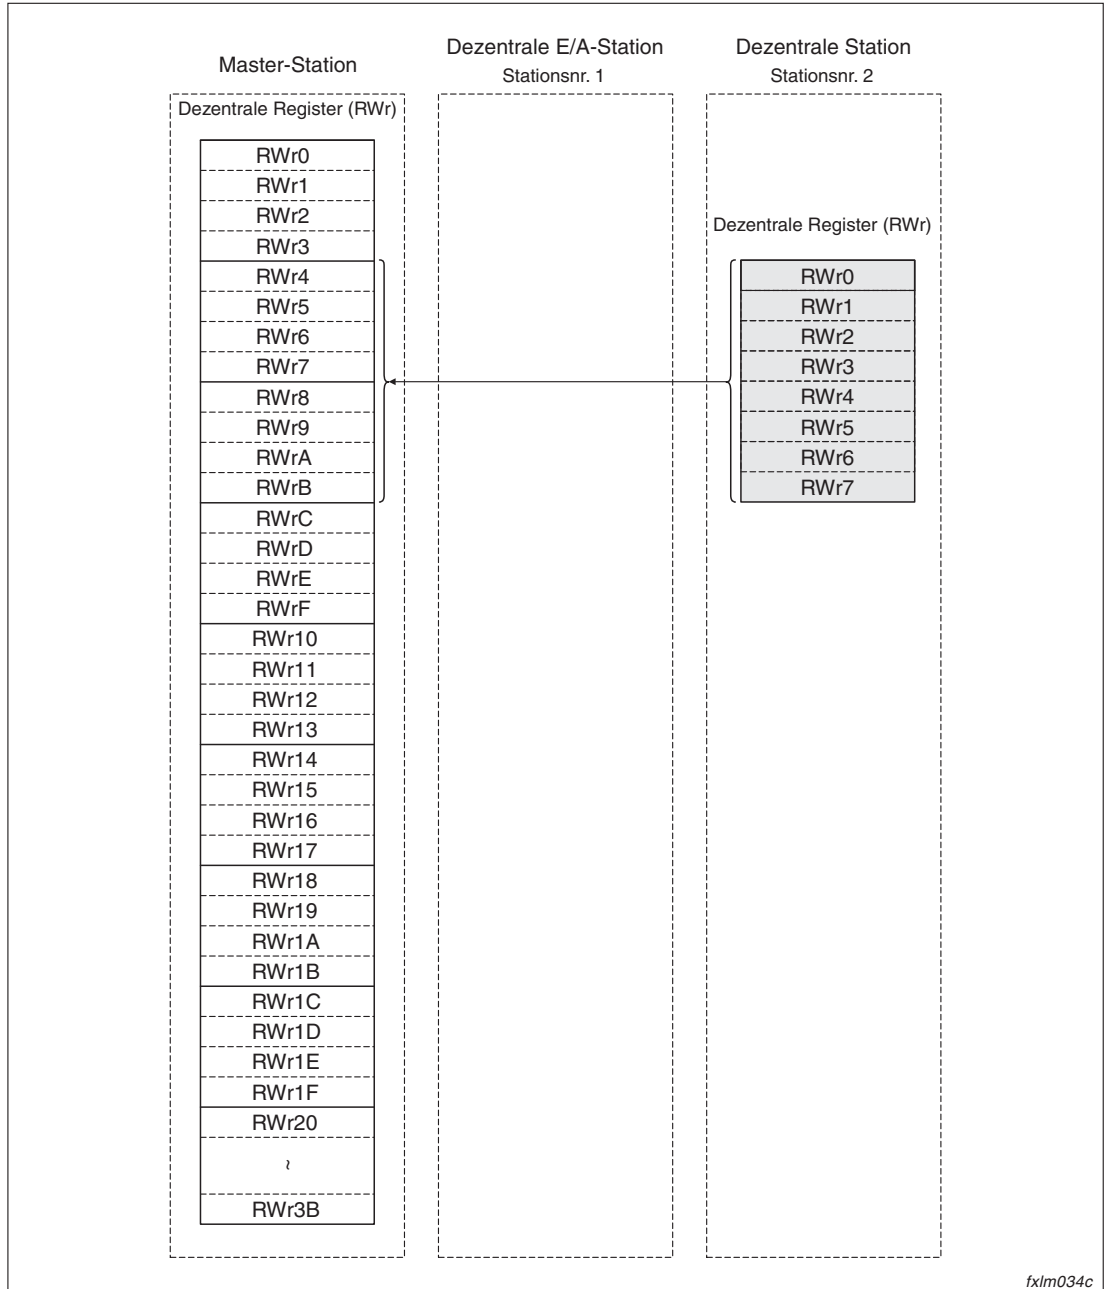 Master-Station
Dezentrale E/A-Station
Stationsnr. 1
Dezentrale Station
Stationsnr. 2
Dezentrale Register (RWr)
RWr0
RWr1
RWr2
RWr3
RWr4
RWr5
RWr6
RWr7
RWr8
RWr9
RWrA
RWrB
RWrC
RWrD
RWrE
RWrF
RWr10
RWr11
RWr12
RWr13
RWr14
RWr15
RWr16
RWr17
RWr18
RWr19
RWr1A
RWr1B
RWr1C
RWr1D
RWr1E
RWr1F
RWr20
~
RWr3B
Dezentrale Register (RWr)
RWr0
RWr1
RWr2
RWr3
RWr4
RWr5
RWr6
RWr7
fxlm034c